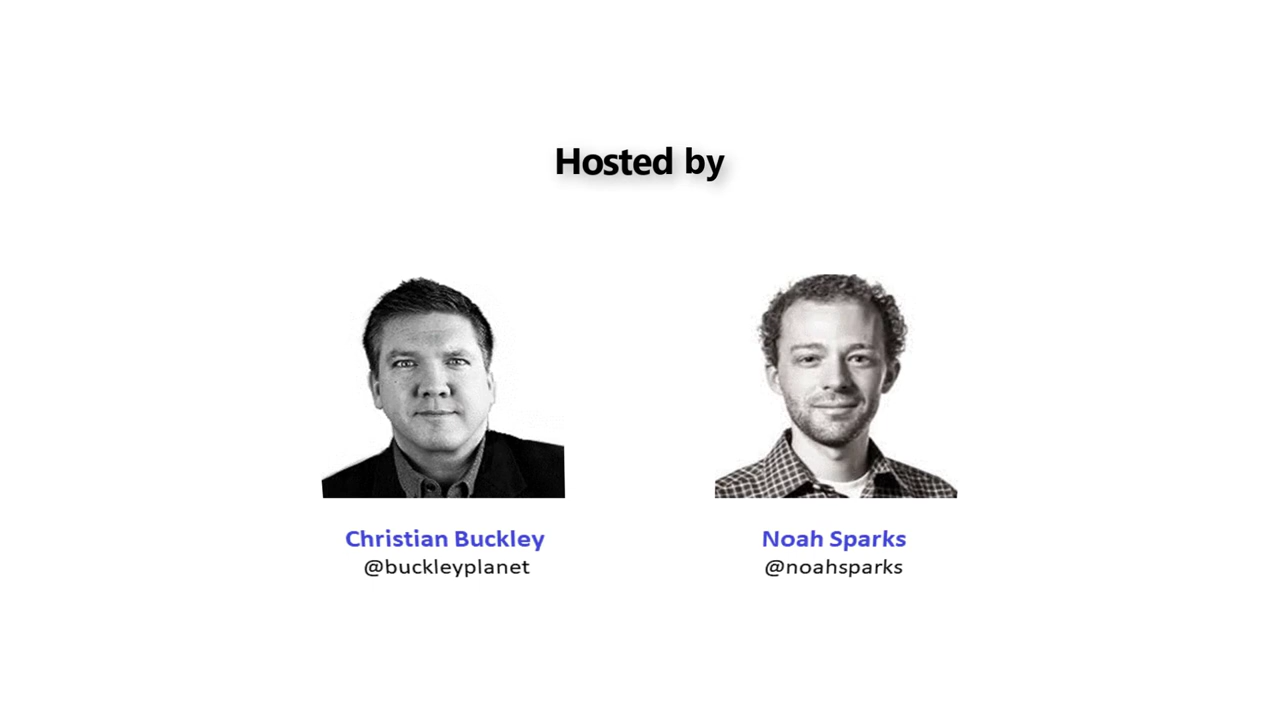 Hosted by
Christian Buckley
@buckleyplanet
Noah Sparks
@noahsparks